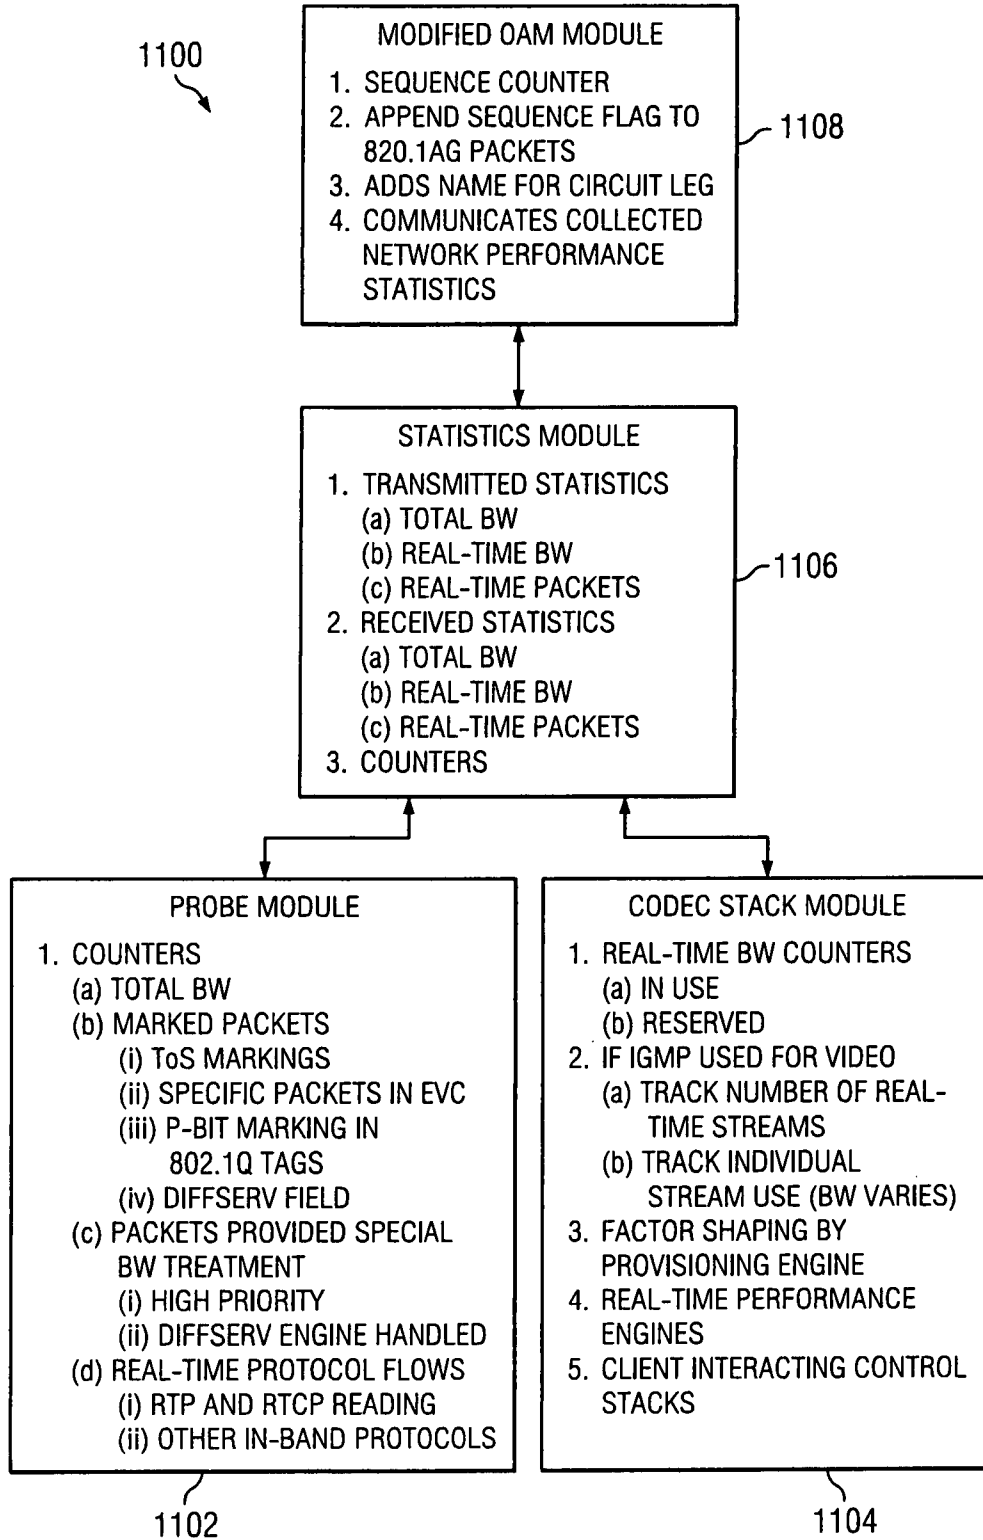 1100
MODIFIED OAM MODULE
1. SEQUENCE COUNTER
2. APPEND SEQUENCE FLAG TO
820.1AG PACKETS
3. ADDS NAME FOR CIRCUIT LEG
4. COMMUNICATES COLLECTED
NETWORK PERFORMANCE
STATISTICS
1108
STATISTICS MODULE
1. TRANSMITTED STATISTICS
(a) TOTAL BW
(b) REAL-TIME BW
(c) REAL-TIME PACKETS
2. RECEIVED STATISTICS
(a) TOTAL BW
(b) REAL-TIME BW
(c) REAL-TIME PACKETS
3. COUNTERS
1106
PROBE MODULE
1. COUNTERS
(a) TOTAL BW
(b) MARKED PACKETS
(i) ToS MARKINGS
(ii) SPECIFIC PACKETS IN EVC
(iii) P-BIT MARKING IN
802.1Q TAGS
(iv) DIFFSERV FIELD
(c) PACKETS PROVIDED SPECIAL
BW TREATMENT
(i) HIGH PRIORITY
(ii) DIFFSERV ENGINE HANDLED
(d) REAL-TIME PROTOCOL FLOWS
(i) RTP AND RTCP READING
(ii) OTHER IN-BAND PROTOCOLS
1102
CODEC STACK MODULE
1. REAL-TIME BW COUNTERS
(a) IN USE
(b) RESERVED
2. IF IGMP USED FOR VIDEO
(a) TRACK NUMBER OF REAL-
TIME STREAMS
(b) TRACK INDIVIDUAL
STREAM USE (BW VARIES)
3. FACTOR SHAPING BY
PROVISIONING ENGINE
4. REAL-TIME PERFORMANCE
ENGINES
5. CLIENT INTERACTING CONTROL
STACKS
1104